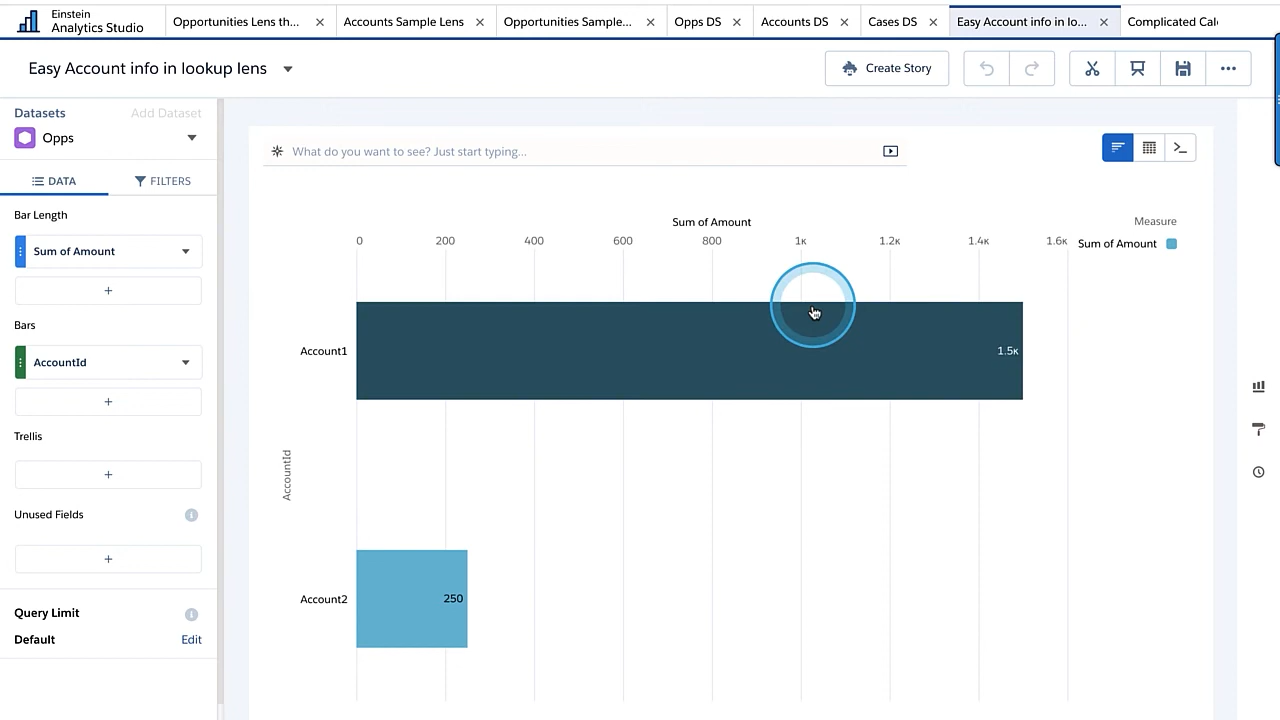 Einstein
Analytics Studio
Opportunities Lens th...
Accounts Sample Lens
Opportunities Sample...
Opps DS
Accounts DS
Cases DS
Easy Account info in lo...
Complicated Calc
Easy Account info in lookup lens
Create Story
Datasets
Add Dataset
Opps
DATA
FILTERS
Bar Length
Sum of Amount
+
Bars
AccountId
+
Trellis
+
Unused Fields
+
Query Limit
Default
Edit
What do you want to see? Just start typing...
Sum of Amount
0 200 400 600 800 1K 1.2K 1.4K 1.6K
Measure
Sum of Amount
Account1
1.5K
AccountId
Account2
250